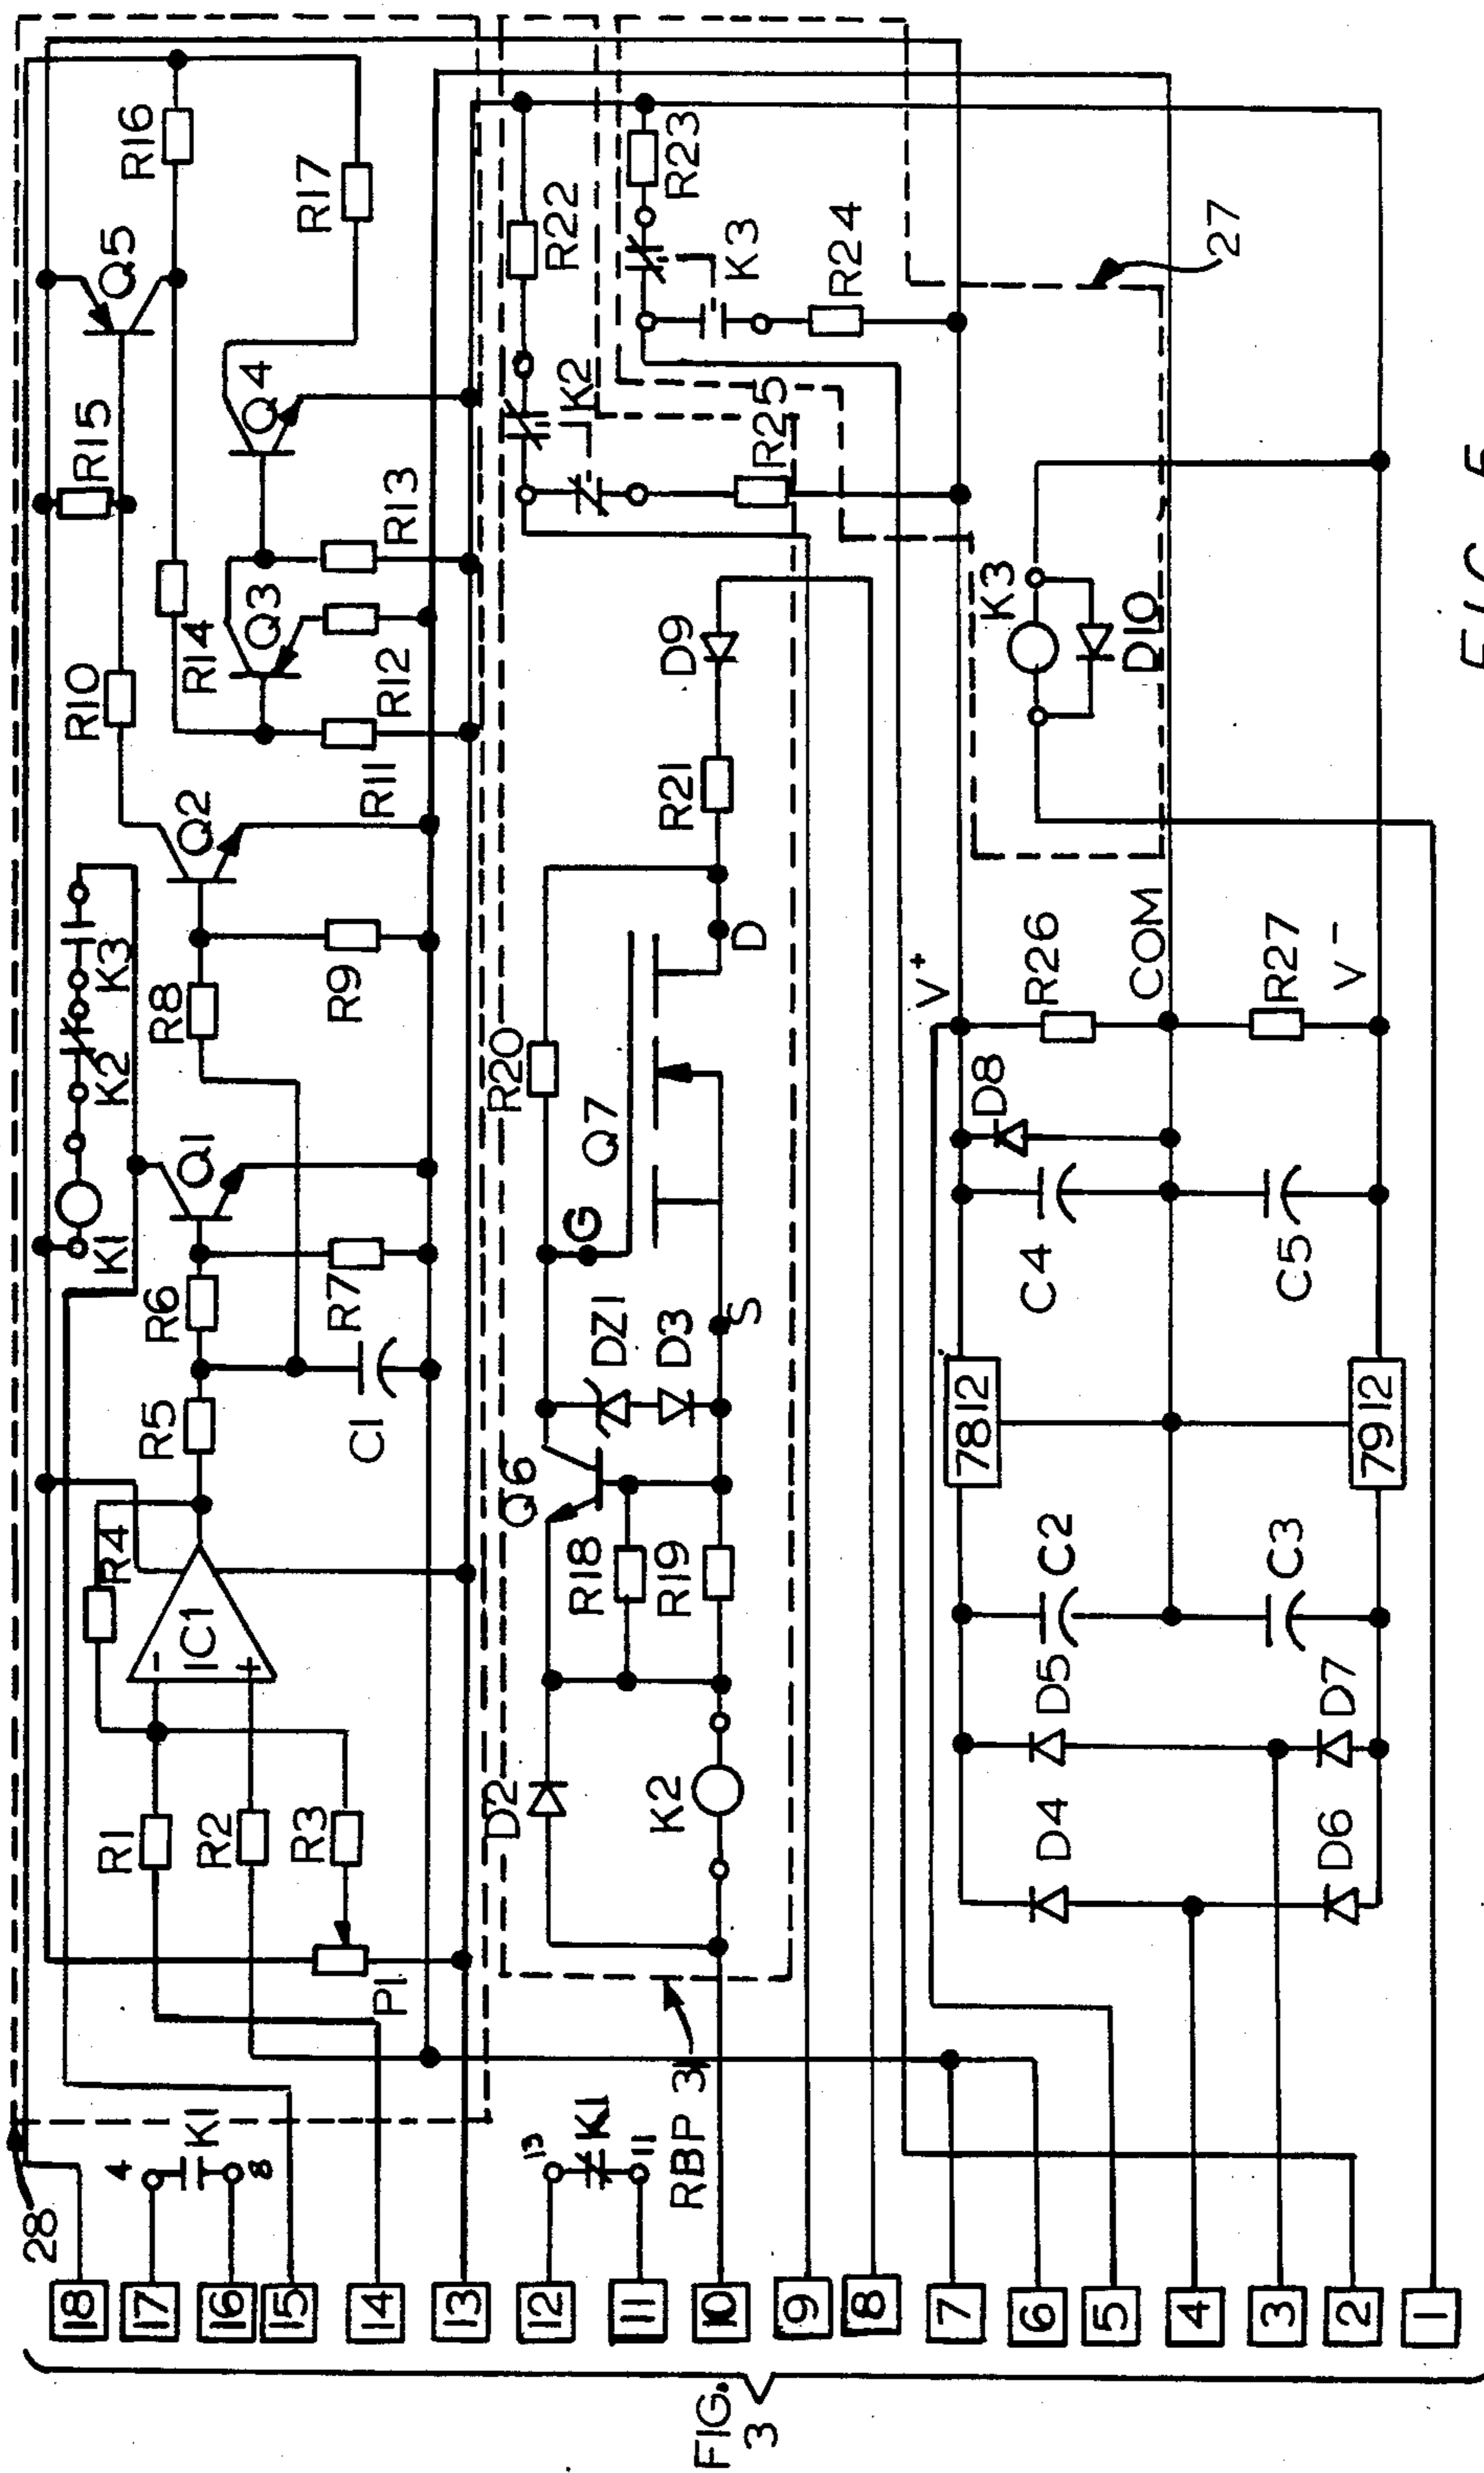 28
18
17
16
15
14
13
12
11
10
9
8
7
6
5
4
3
2
1
FIG.
3
4
K1
8
13
K1
11
RBP 3
P1
R1
R2
R3
R4
-
IC1
+
R5
C1
R6
R7
K1
K2
K3
Q1
R8
R9
Q2
R10
R11
R12
R13
R14
Q3
Q4
R15
Q5
R16
R17
D2
K2
R18
R19
Q6
DZ1
D3
S
G
Q7
R20
D
R21
D9
K2
R22
R25
R23
K3
R24
27
D4
D5
D6
D7
C2
C3
7812
7912
C4
C5
D8
V+
R26
COM
R27
V-
K3
D10